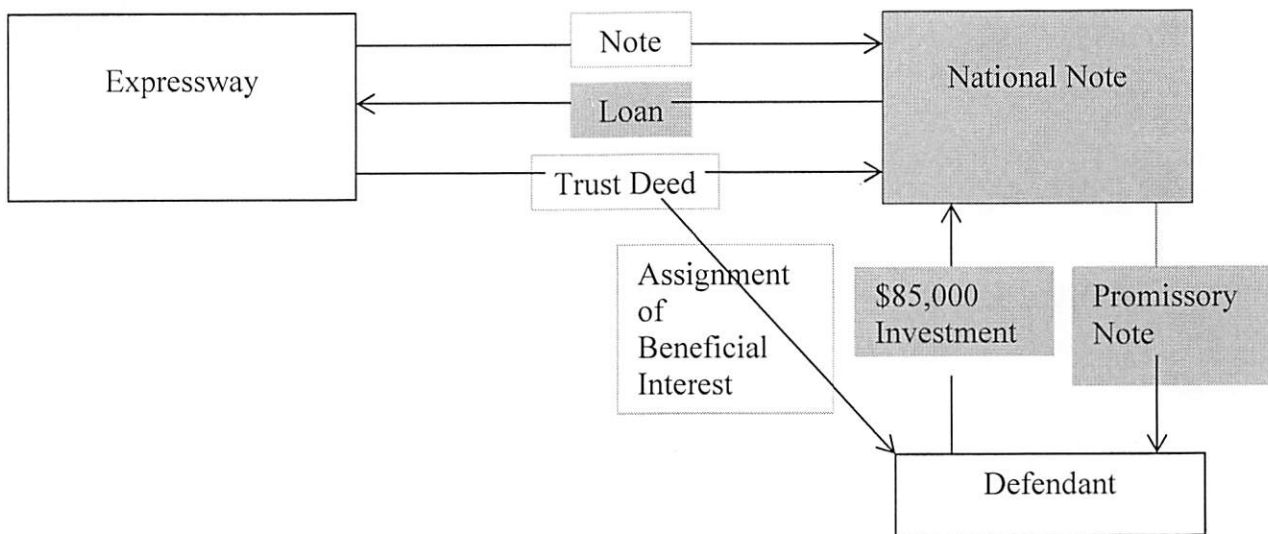 Expressway
Note
National Note
Loan
Trust Deed
Assignment
of
Beneficial
Interest
$85,000
Investment
Promissory
Note
Defendant